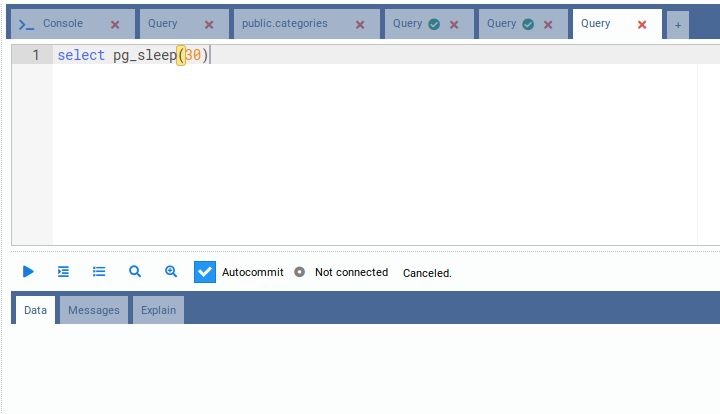 Console Query public.categories Query Query Query +
1 select pg_sleep(30)
Autocommit Not connected Canceled.
Data Messages Explain